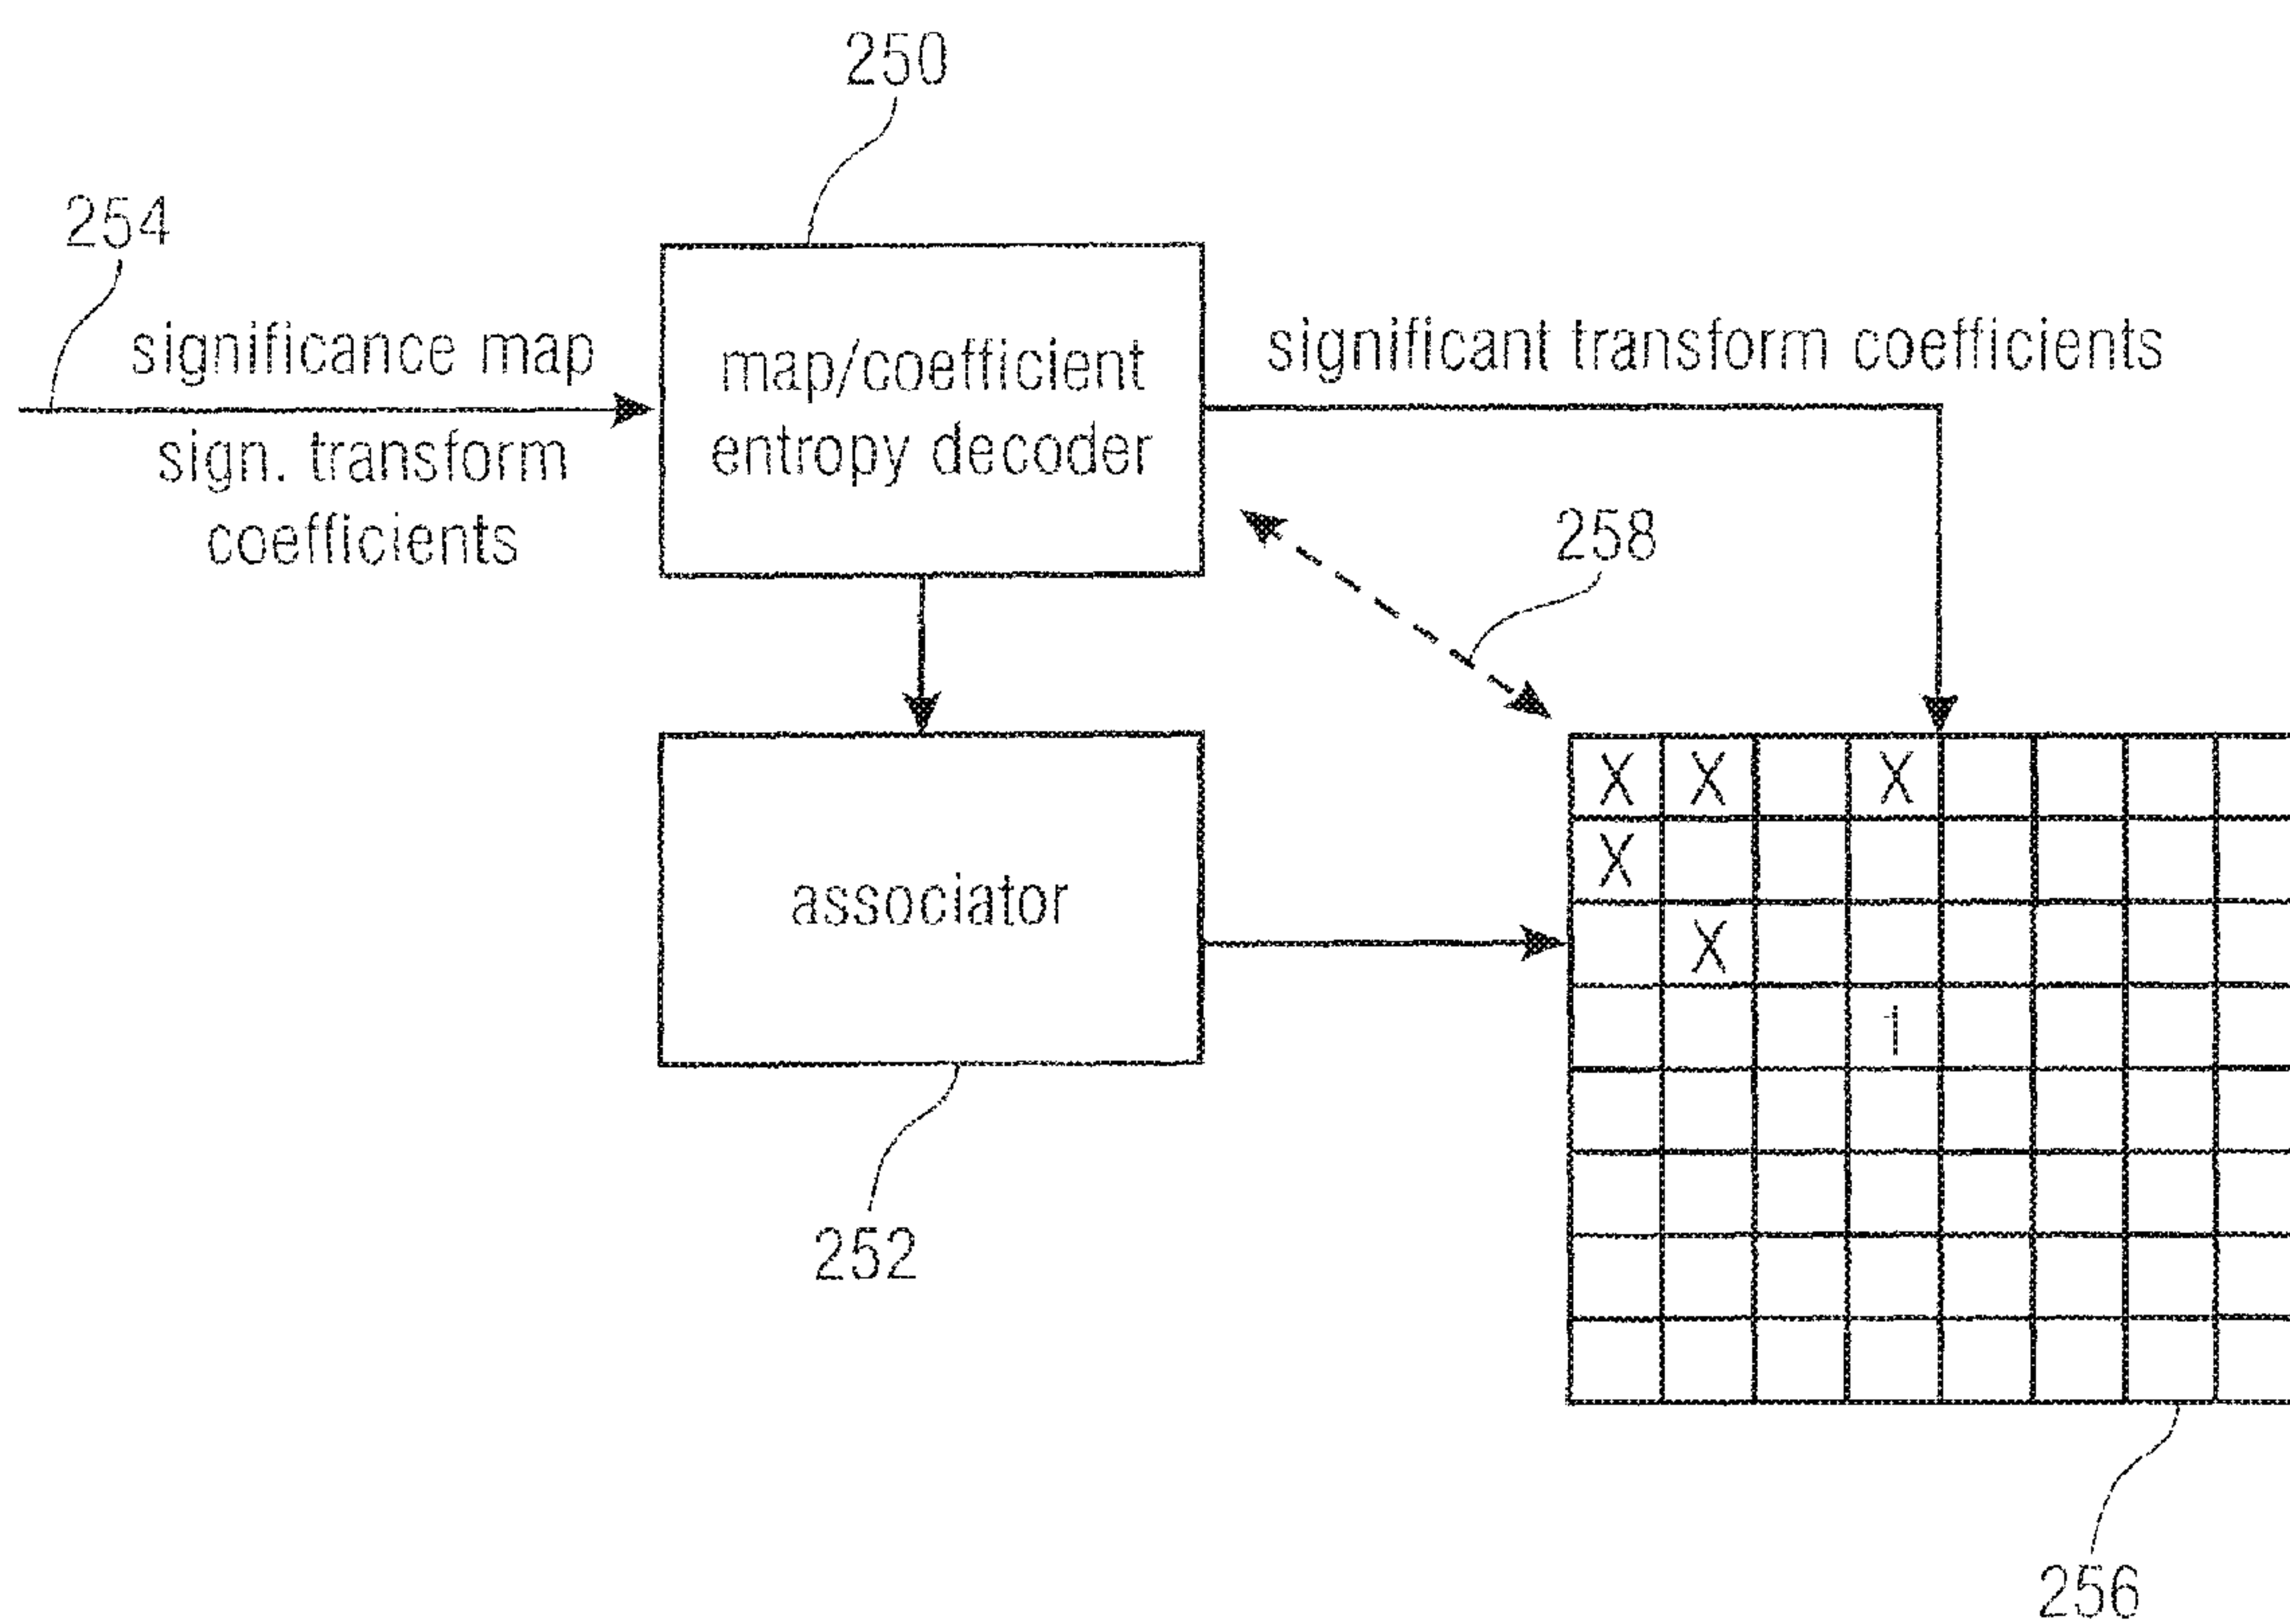 250
254
significance map
sign. transform
coefficients
map/coefficient
entropy decoder
significant transform coefficients
258
X X X
X
associator
X
1
252
256